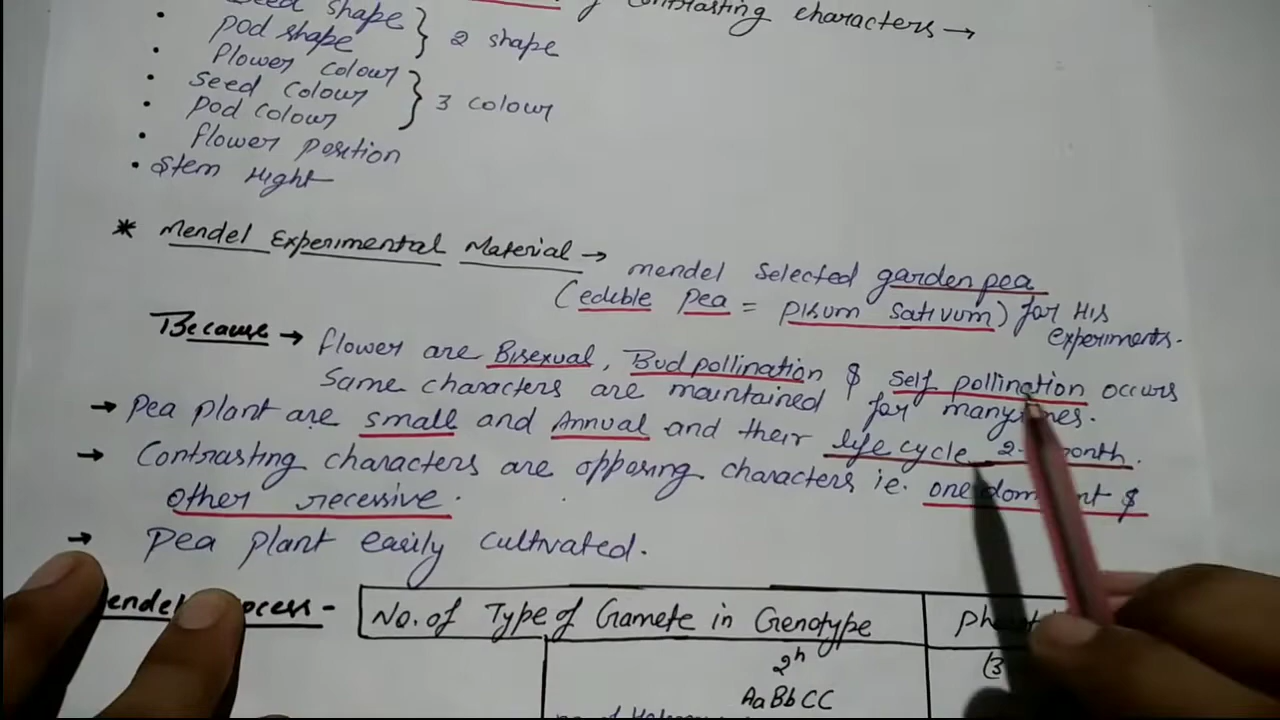 contrasting characters →
Seed shape
• pod shape } 2 shape
• Flower colour
• Seed colour } 3 colour
• pod colour
• flower position
• Stem Hight
* Mendel Experimental Material → mendel selected garden pea
(edible pea = pisum sativum) for His
experiments.
Because → flower are Bisexual, Bud pollination & Self pollination occurs
Same characters are maintained for many
→ Pea plant are small and Annual and their life cycle 2- month.
→ Contrasting characters are opposing characters i.e. one &
other recessive.
→ Pea plant easily cultivated.
No. of Type of Gamete in Genotype
2ⁿ
(3
AaBbCC